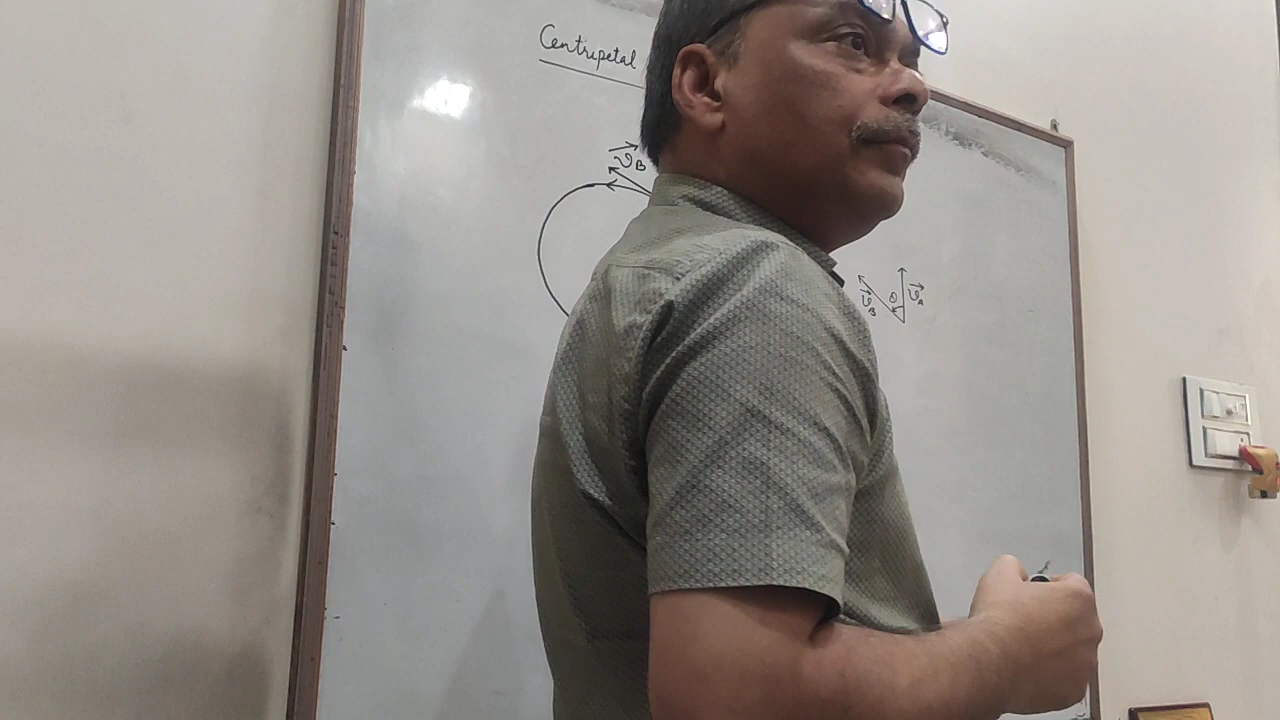 Centripetal
v⃗B
v⃗B θ v⃗A